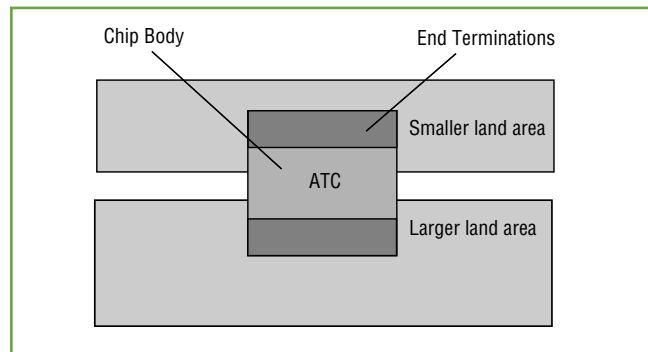 Chip Body
End Terminations
Smaller land area
ATC
Larger land area